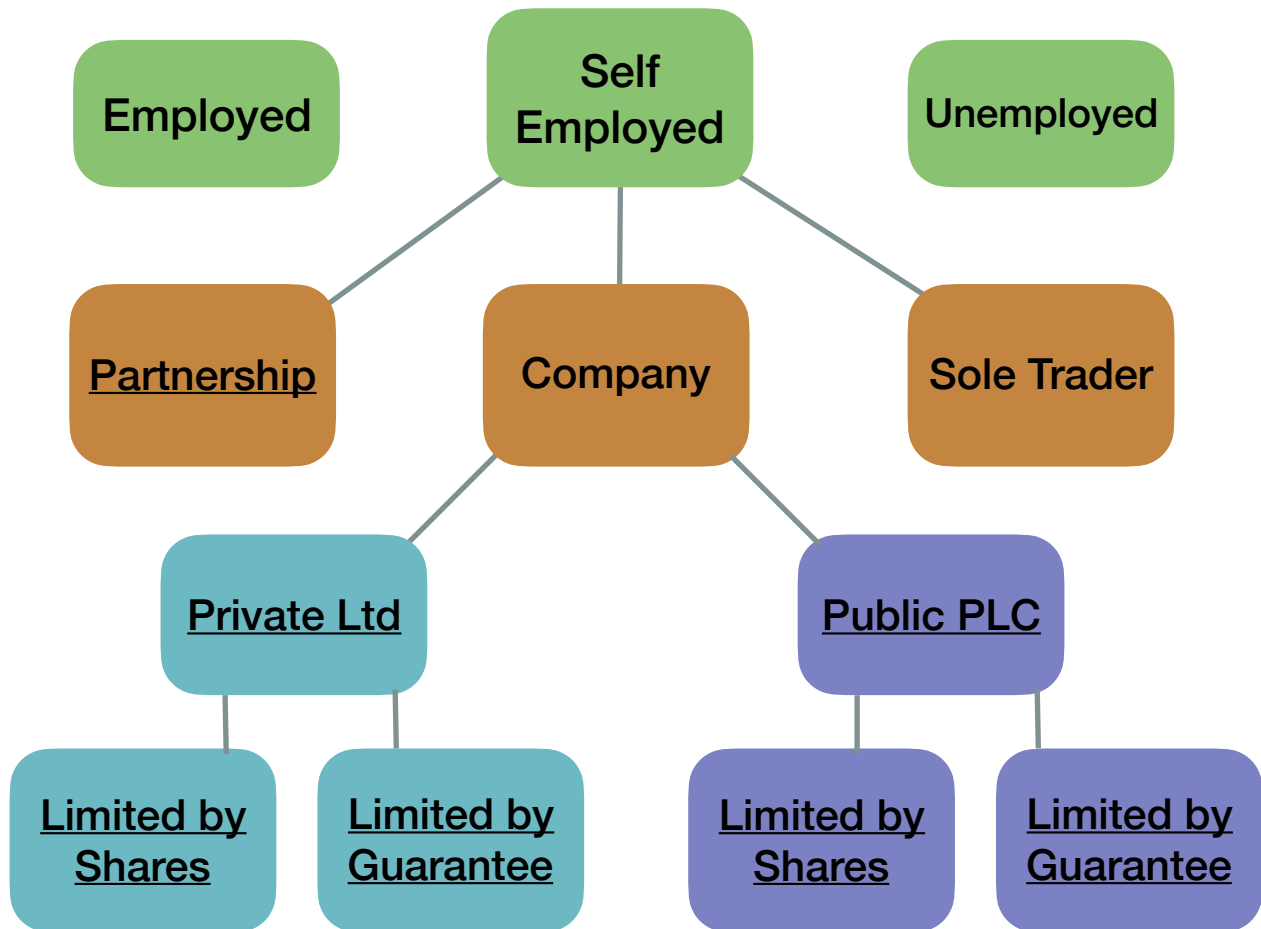 Employed
Self
Employed
Unemployed
Partnership
Company
Sole Trader
Private Ltd
Public PLC
Limited by
Shares
Limited by
Guarantee
Limited by
Shares
Limited by
Guarantee